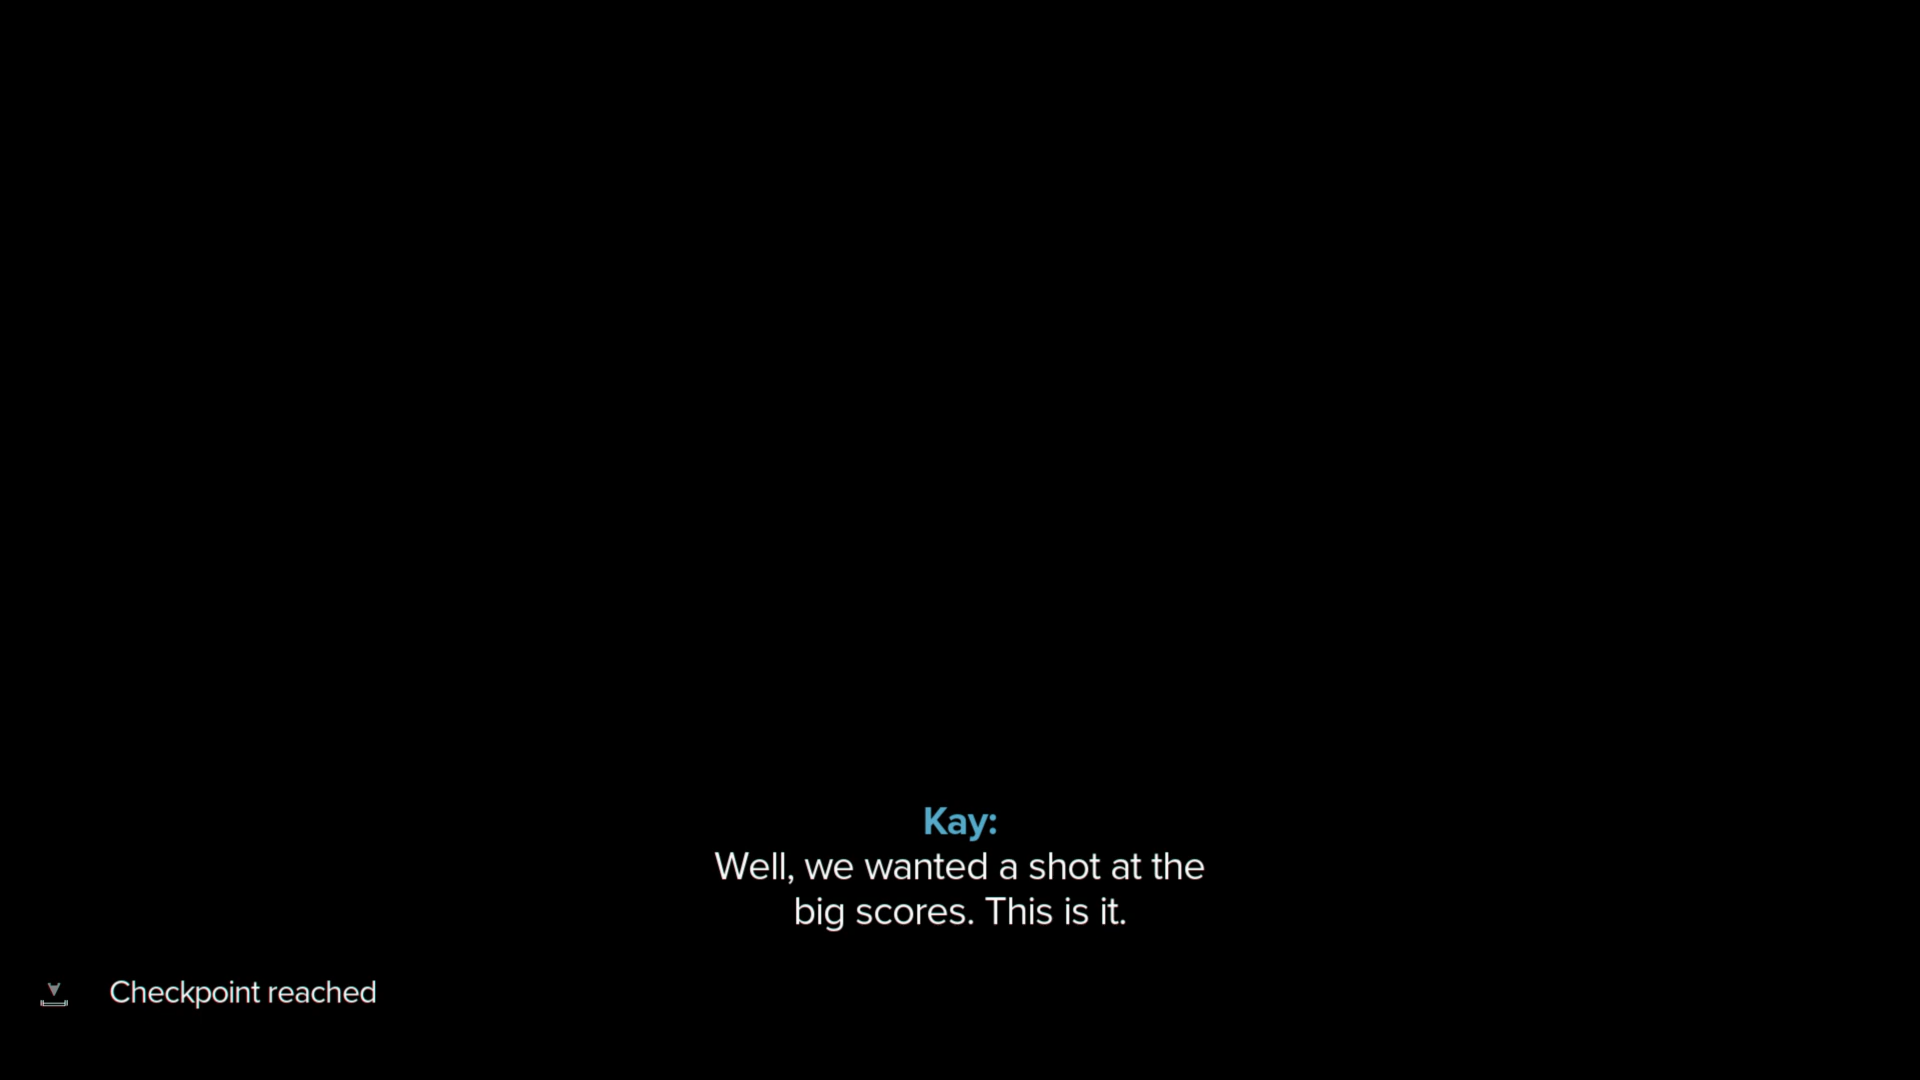 Kay:
Well, we wanted a shot at the
big scores. This is it.
Checkpoint reached